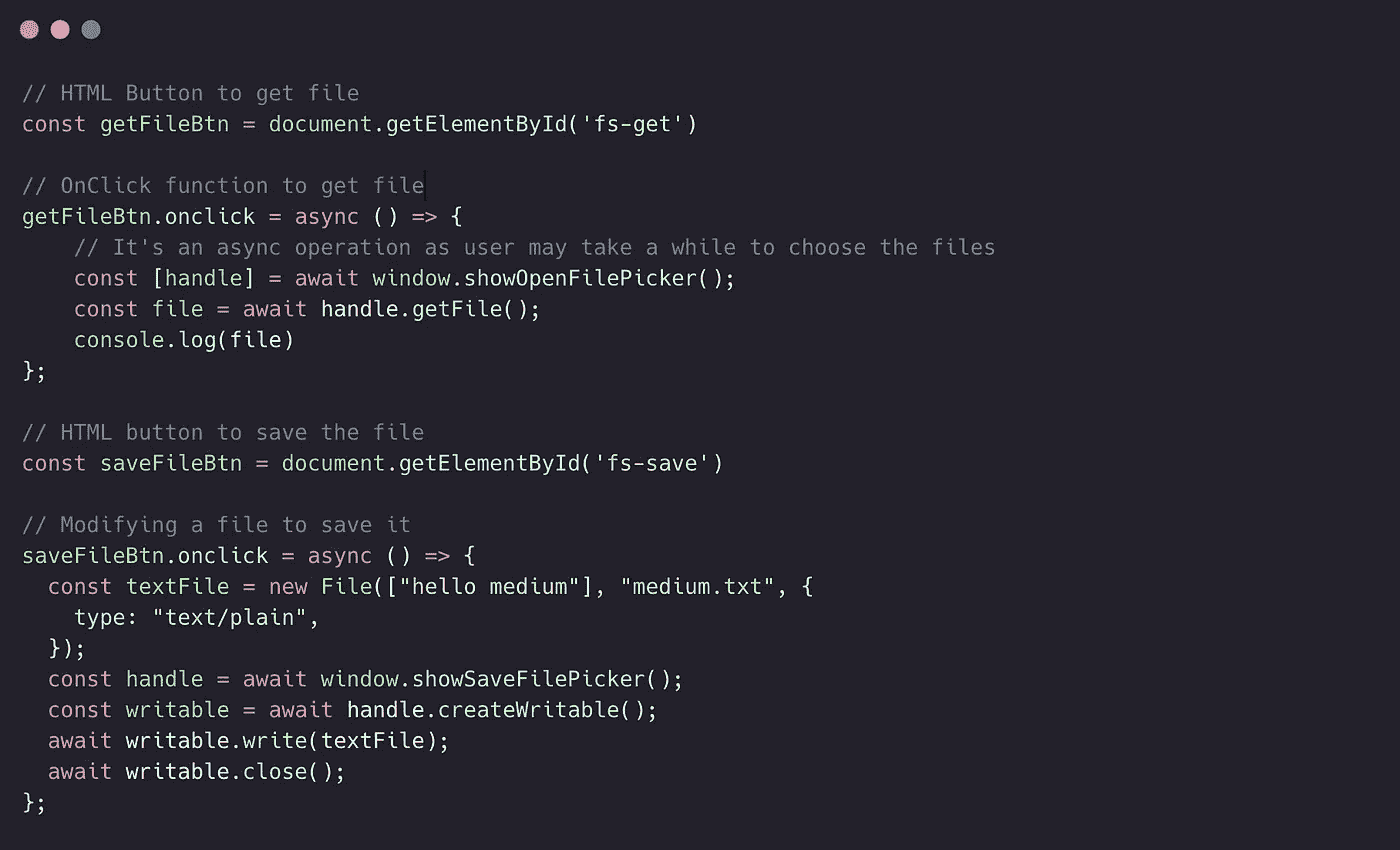 // HTML Button to get file
const getFileBtn = document.getElementById('fs-get')
// OnClick function to get file
getFileBtn.onclick = async () => {
    // It's an async operation as user may take a while to choose the files
    const [handle] = await window.showOpenFilePicker();
    const file = await handle.getFile();
    console.log(file)
};
// HTML button to save the file
const saveFileBtn = document.getElementById('fs-save')
// Modifying a file to save it
saveFileBtn.onclick = async () => {
  const textFile = new File(["hello medium"], "medium.txt", {
    type: "text/plain",
  });
  const handle = await window.showSaveFilePicker();
  const writable = await handle.createWritable();
  await writable.write(textFile);
  await writable.close();
};